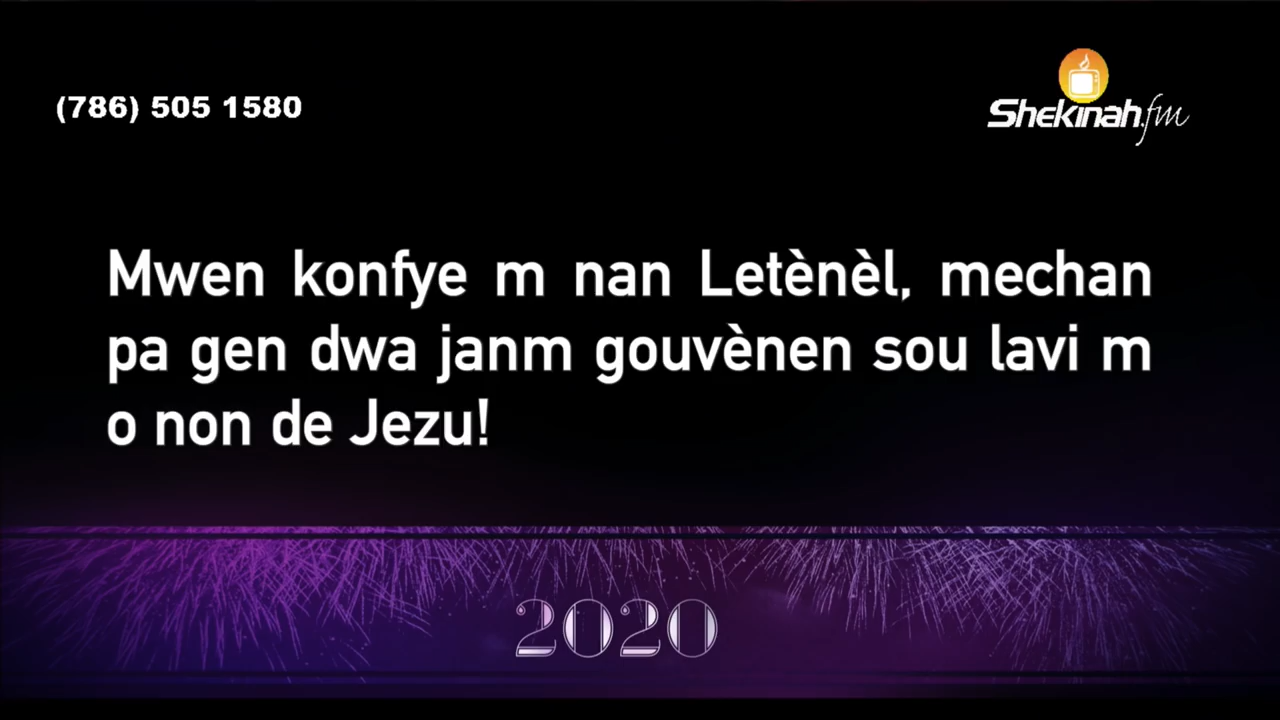 (786) 505 1580
Shekinah.fm
Mwen konfye m nan Letènèl, mechan
pa gen dwa janm gouvènen sou lavi m
o non de Jezu!
2020